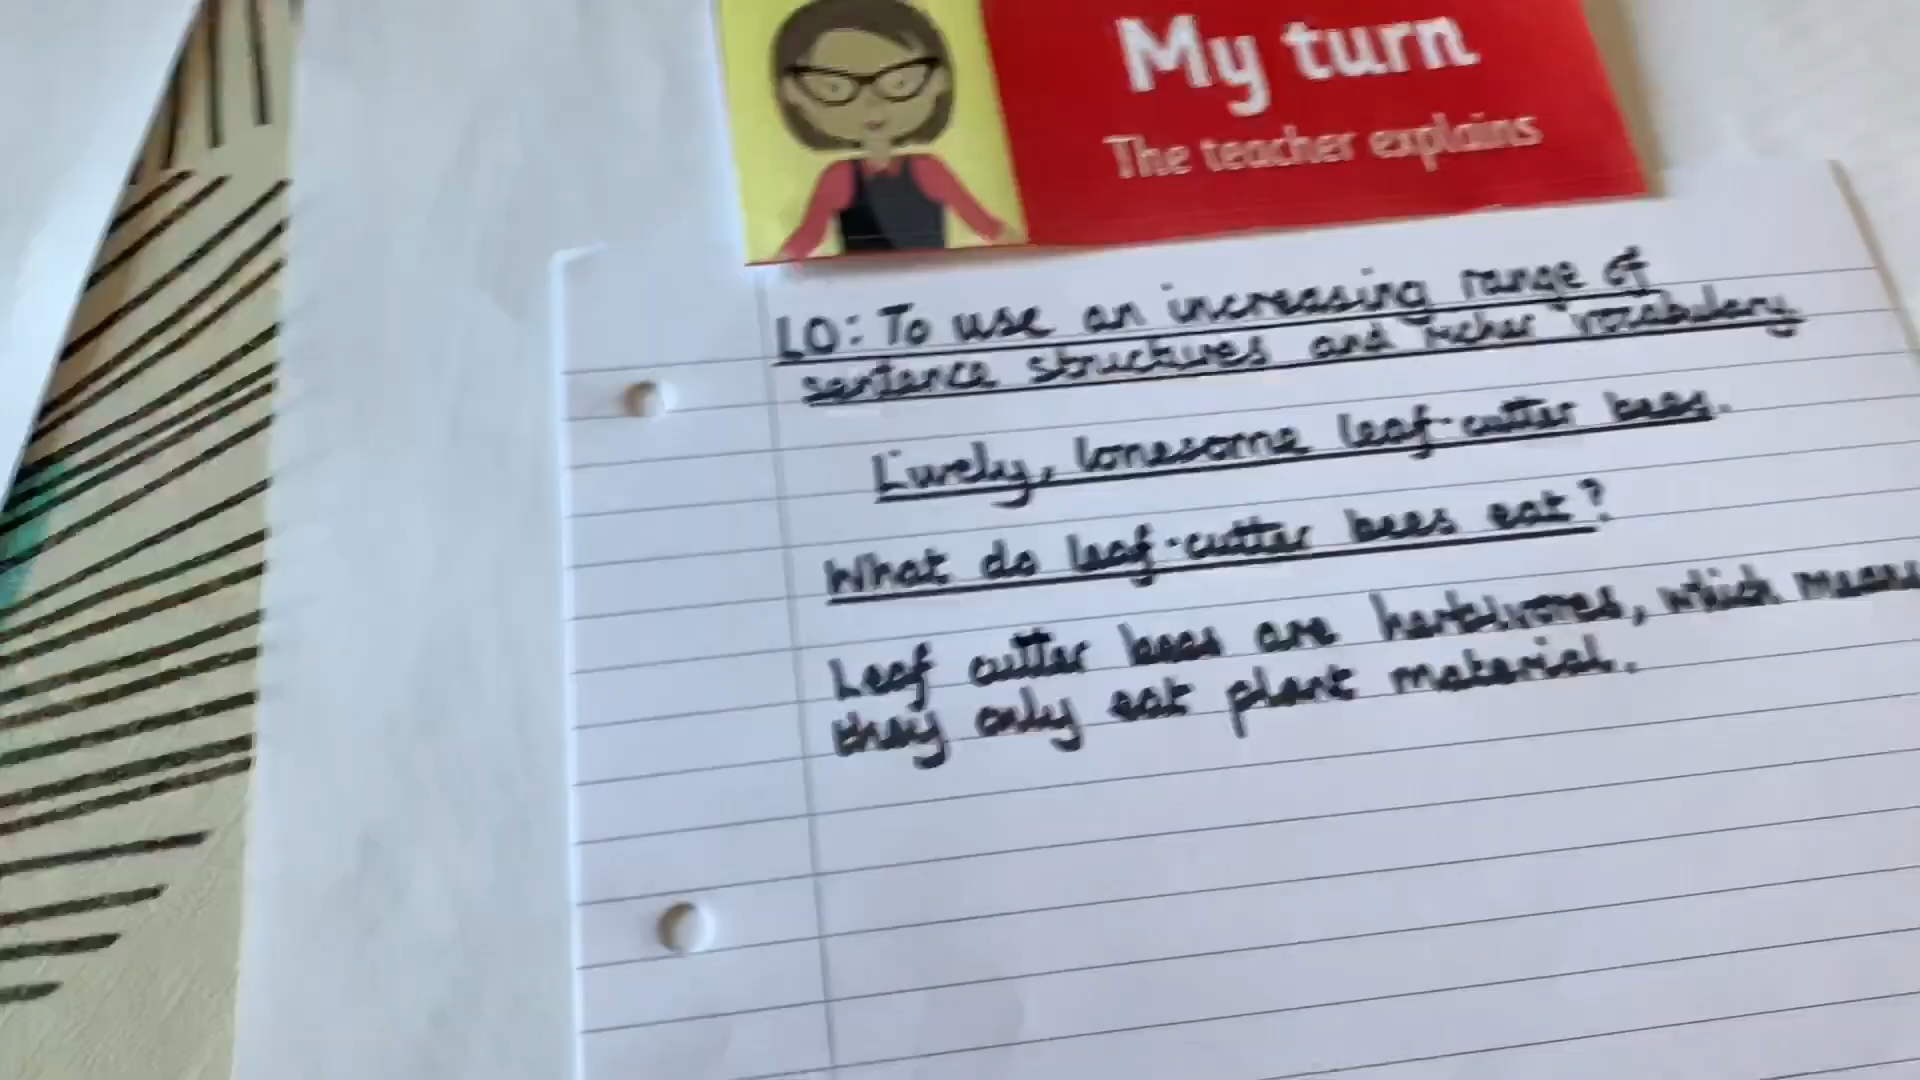 My turn
The teacher explains
LO: To use an increasing range of
sentence structures and richer vocabulary
Lively, lonesome leaf-cutter bees.
What do leaf-cutter bees eat?
Leaf cutter bees are herbivores, which means
they only eat plant material.